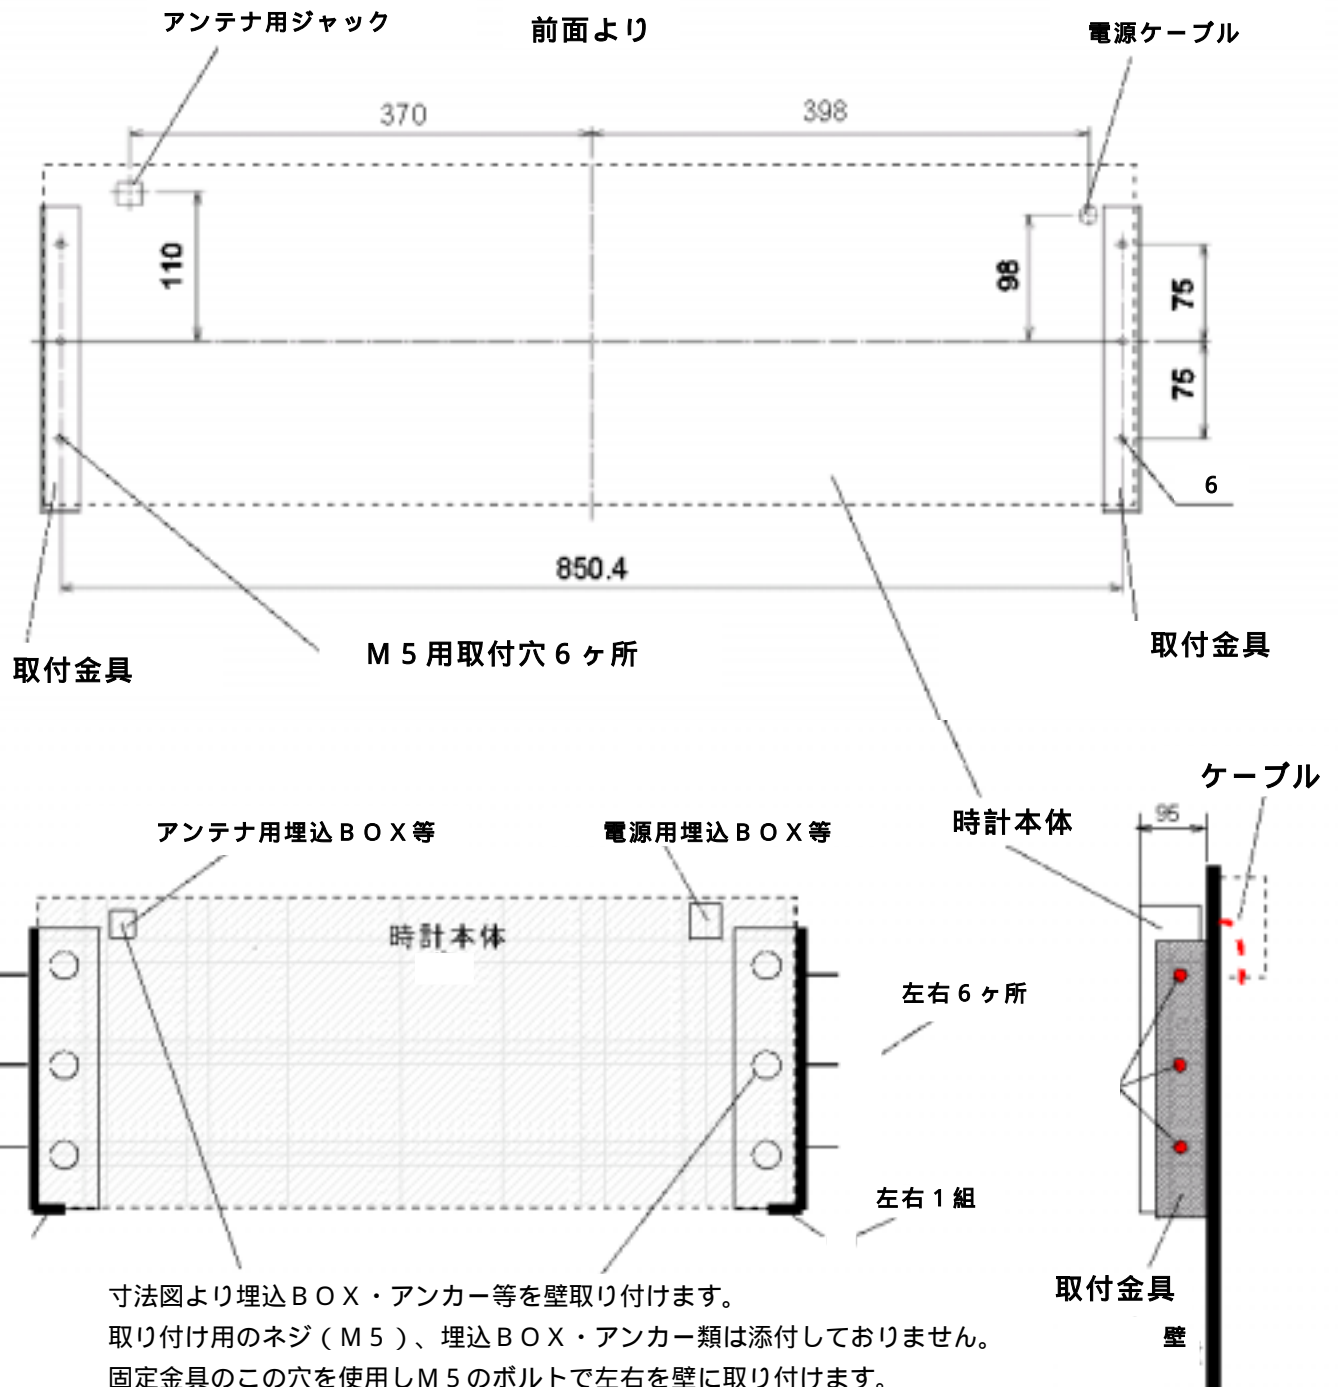 アンテナ用ジャック
前面より
電源ケーブル
370
398
110
98
75
75
6
850.4
M5用取付穴6ヶ所
取付金具
取付金具
ケーブル
95
時計本体
アンテナ用埋込BOX等
電源用埋込BOX等
時計本体
左右6ヶ所
左右1組
取付金具
壁
寸法図より埋込BOX・アンカー等を壁取り付けます。
取り付け用のネジ(M5)、埋込BOX・アンカー類は添付しておりません。
固定金具のこの穴を使用しM5のボルトで左右を壁に取り付けます。